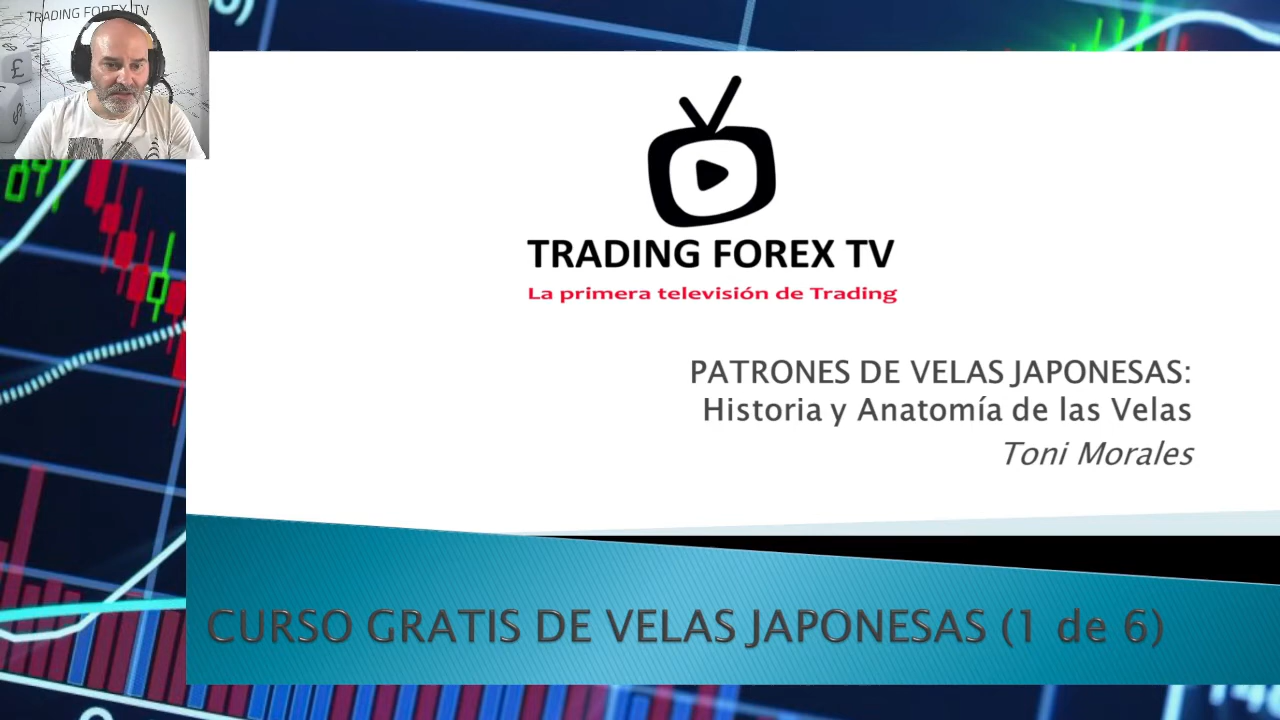 TRADING FOREX TV
TRADING FOREX TV
La primera televisión de Trading
PATRONES DE VELAS JAPONESAS:
Historia y Anatomía de las Velas
Toni Morales
CURSO GRATIS DE VELAS JAPONESAS (1 de 6)